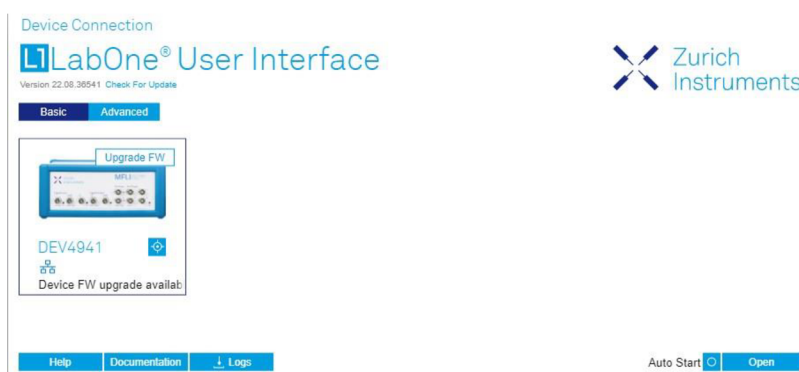 Device Connection
L1 LabOne® User Interface
Zurich
Instruments
Version 22.08.36541 Check For Update
Basic Advanced
Upgrade FW
MFLI
DEV4941
Device FW upgrade availab
Help Documentation Logs
Auto Start Open